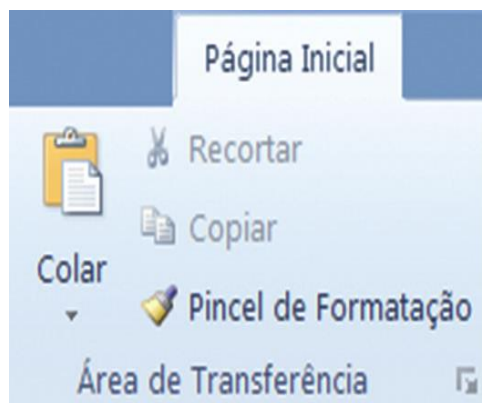 Página Inicial
Recortar
Copiar
Colar
Pincel de Formatação
Área de Transferência